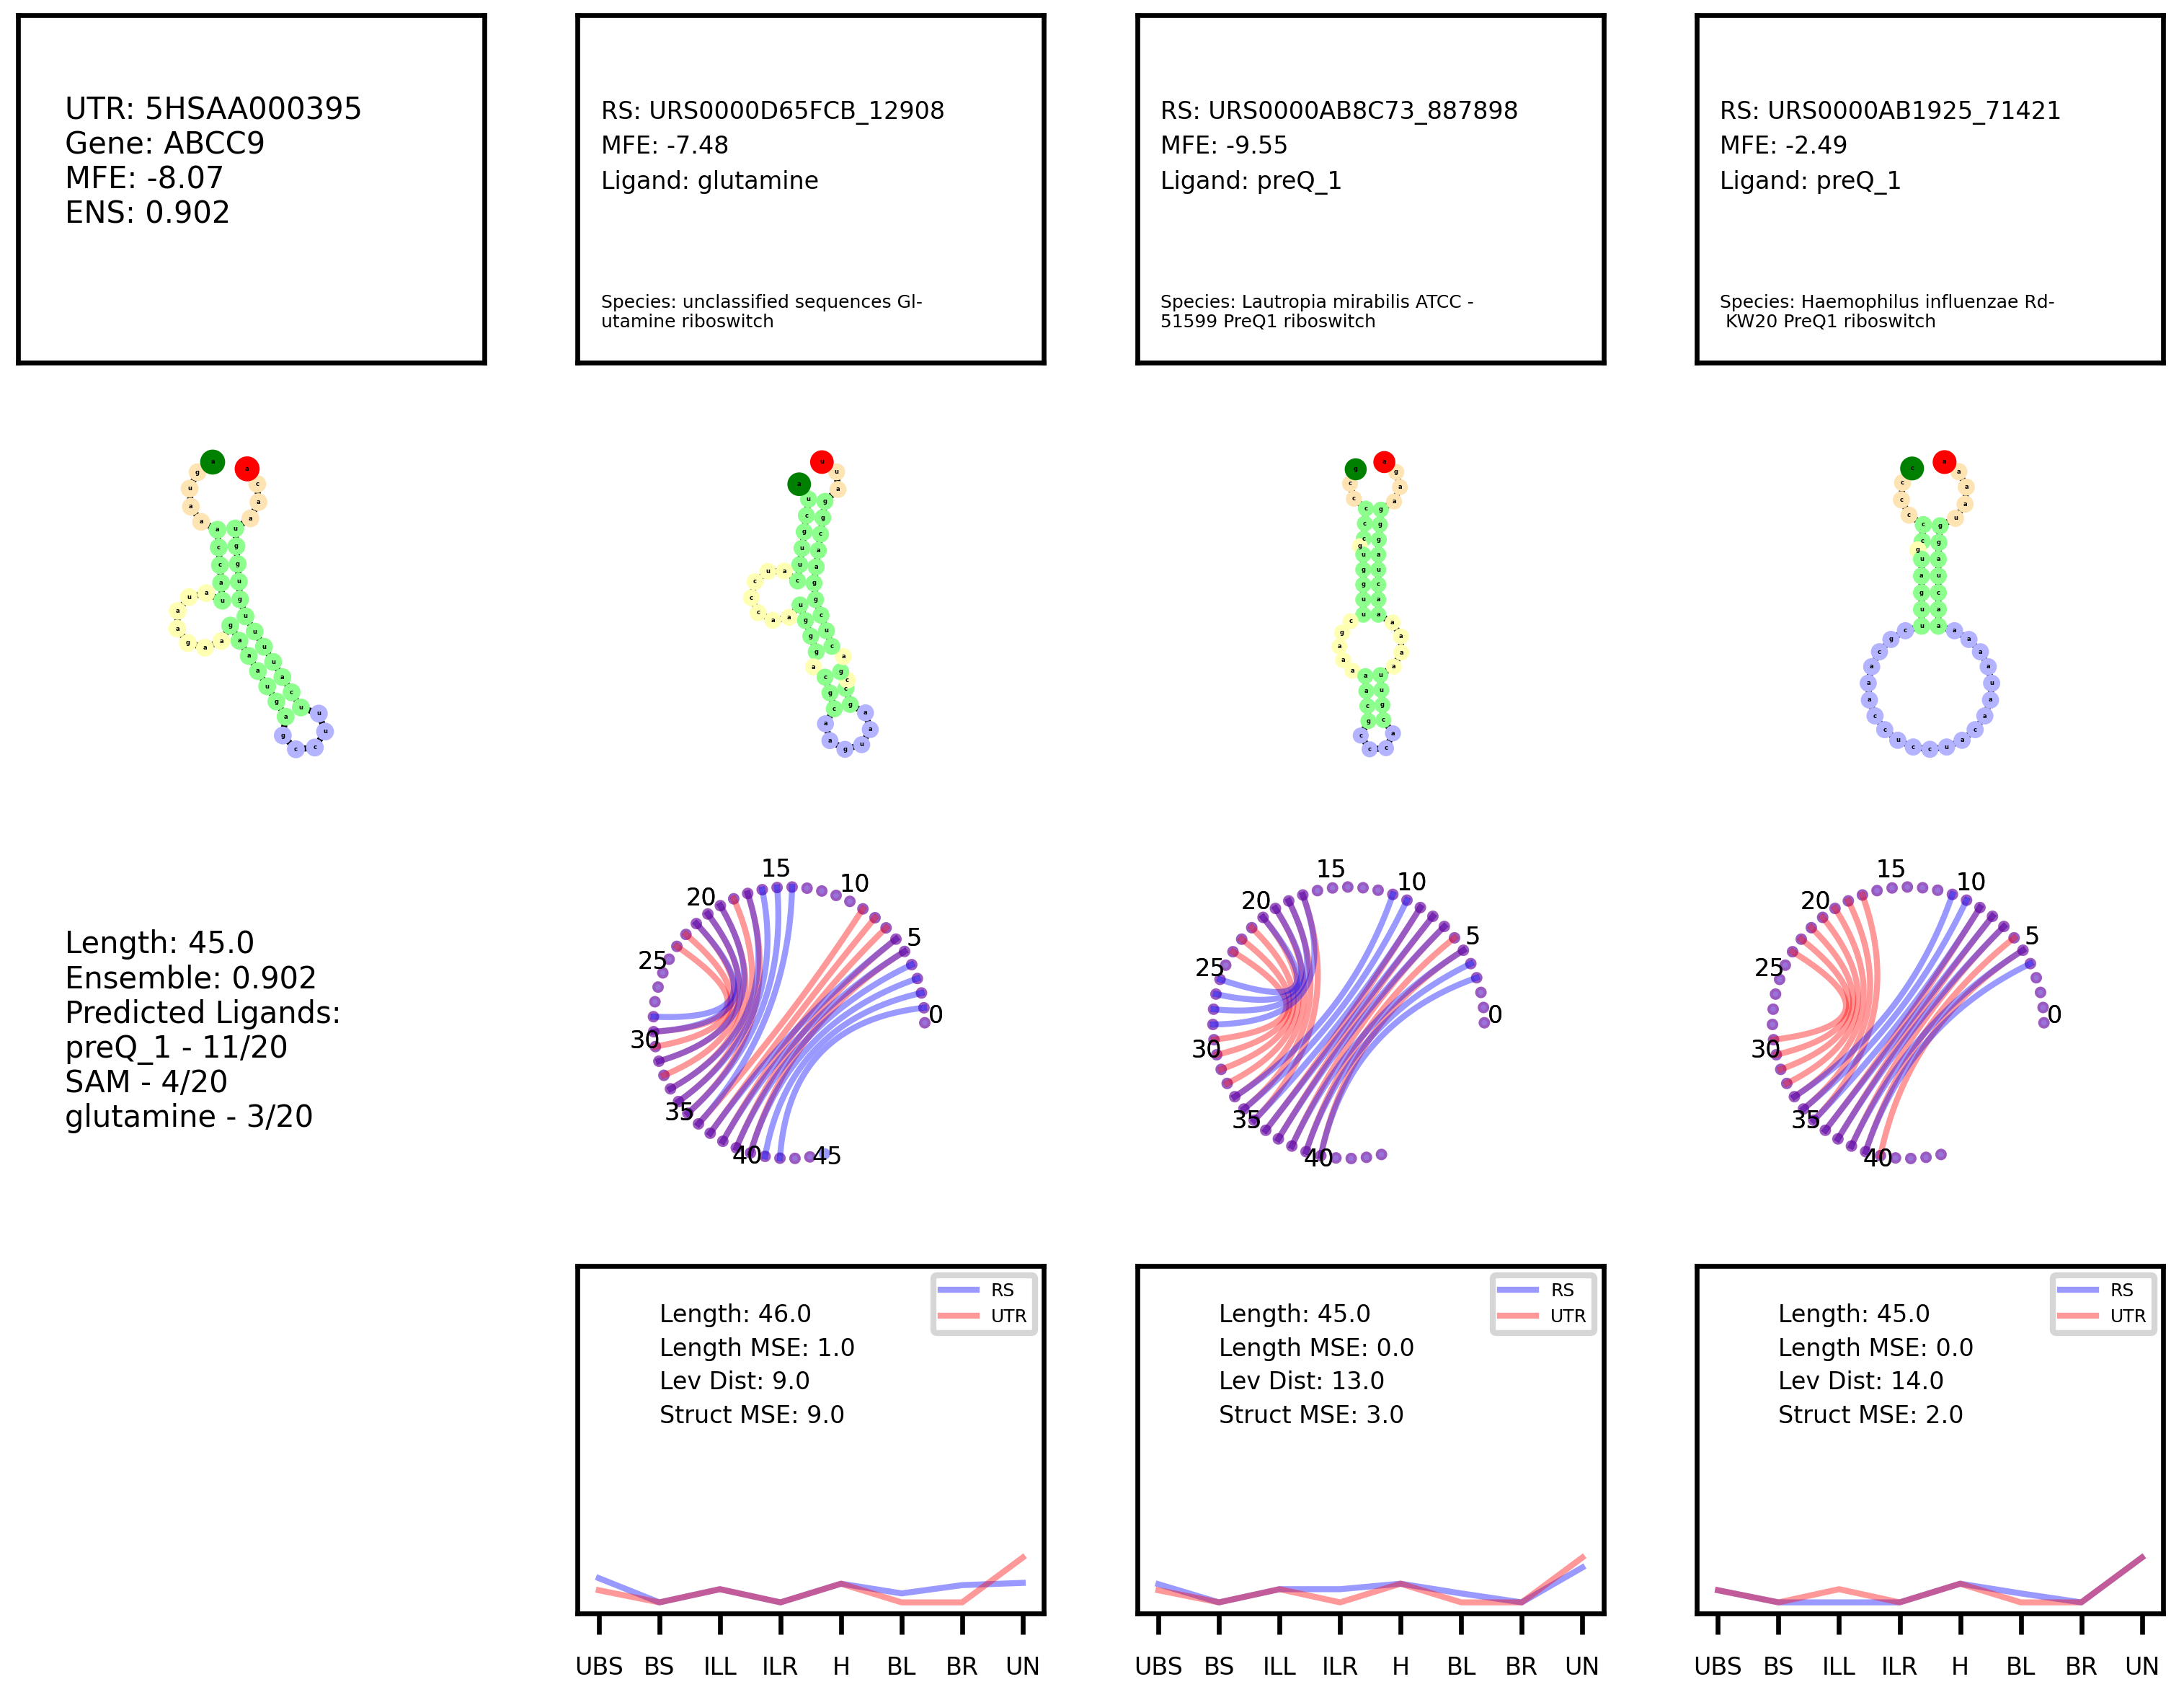 UTR: 5HSAA000395
Gene: ABCC9
MFE: -8.07
ENS: 0.902
RS: URS0000D65FCB_12908
MFE: -7.48
Ligand: glutamine
Species: unclassified sequences Gl-
utamine riboswitch
RS: URS0000AB8C73_887898
MFE: -9.55
Ligand: preQ_1
Species: Lautropia mirabilis ATCC -
51599 PreQ1 riboswitch
RS: URS0000AB1925_71421
MFE: -2.49
Ligand: preQ_1
Species: Haemophilus influenzae Rd-
KW20 PreQ1 riboswitch
Length: 45.0
Ensemble: 0.902
Predicted Ligands:
preQ_1 - 11/20
SAM - 4/20
glutamine - 3/20
0
5
10
15
20
25
30
35
40
45
0
5
10
15
20
25
30
35
40
0
5
10
15
20
25
30
35
40
Length: 46.0
Length MSE: 1.0
Lev Dist: 9.0
Struct MSE: 9.0
RS
UTR
UBS BS ILL ILR H BL BR UN
Length: 45.0
Length MSE: 0.0
Lev Dist: 13.0
Struct MSE: 3.0
RS
UTR
UBS BS ILL ILR H BL BR UN
Length: 45.0
Length MSE: 0.0
Lev Dist: 14.0
Struct MSE: 2.0
RS
UTR
UBS BS ILL ILR H BL BR UN